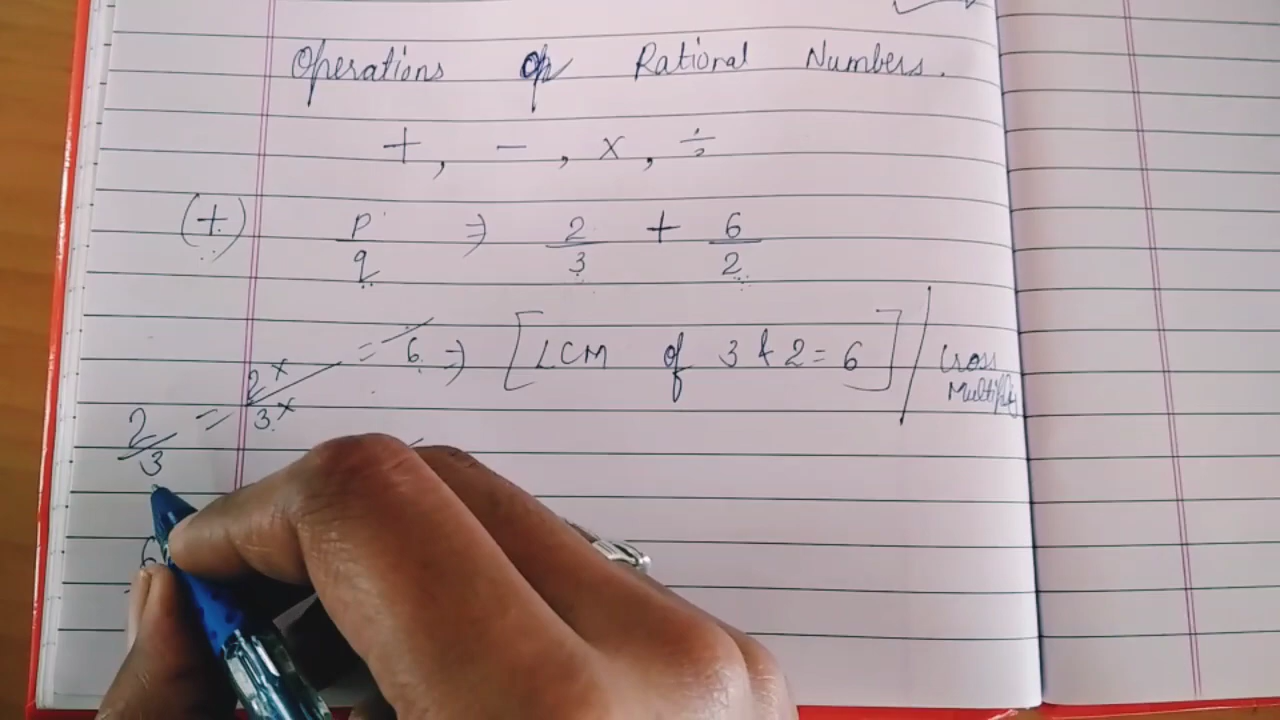 Operations of Rational Numbers.
+, -, x, ÷
(+) p/q ⇒ 2/3 + 6/2
= 6 ⇒ [LCM of 3 & 2 = 6] / Cross Multiply
2/3 = 2x/3x